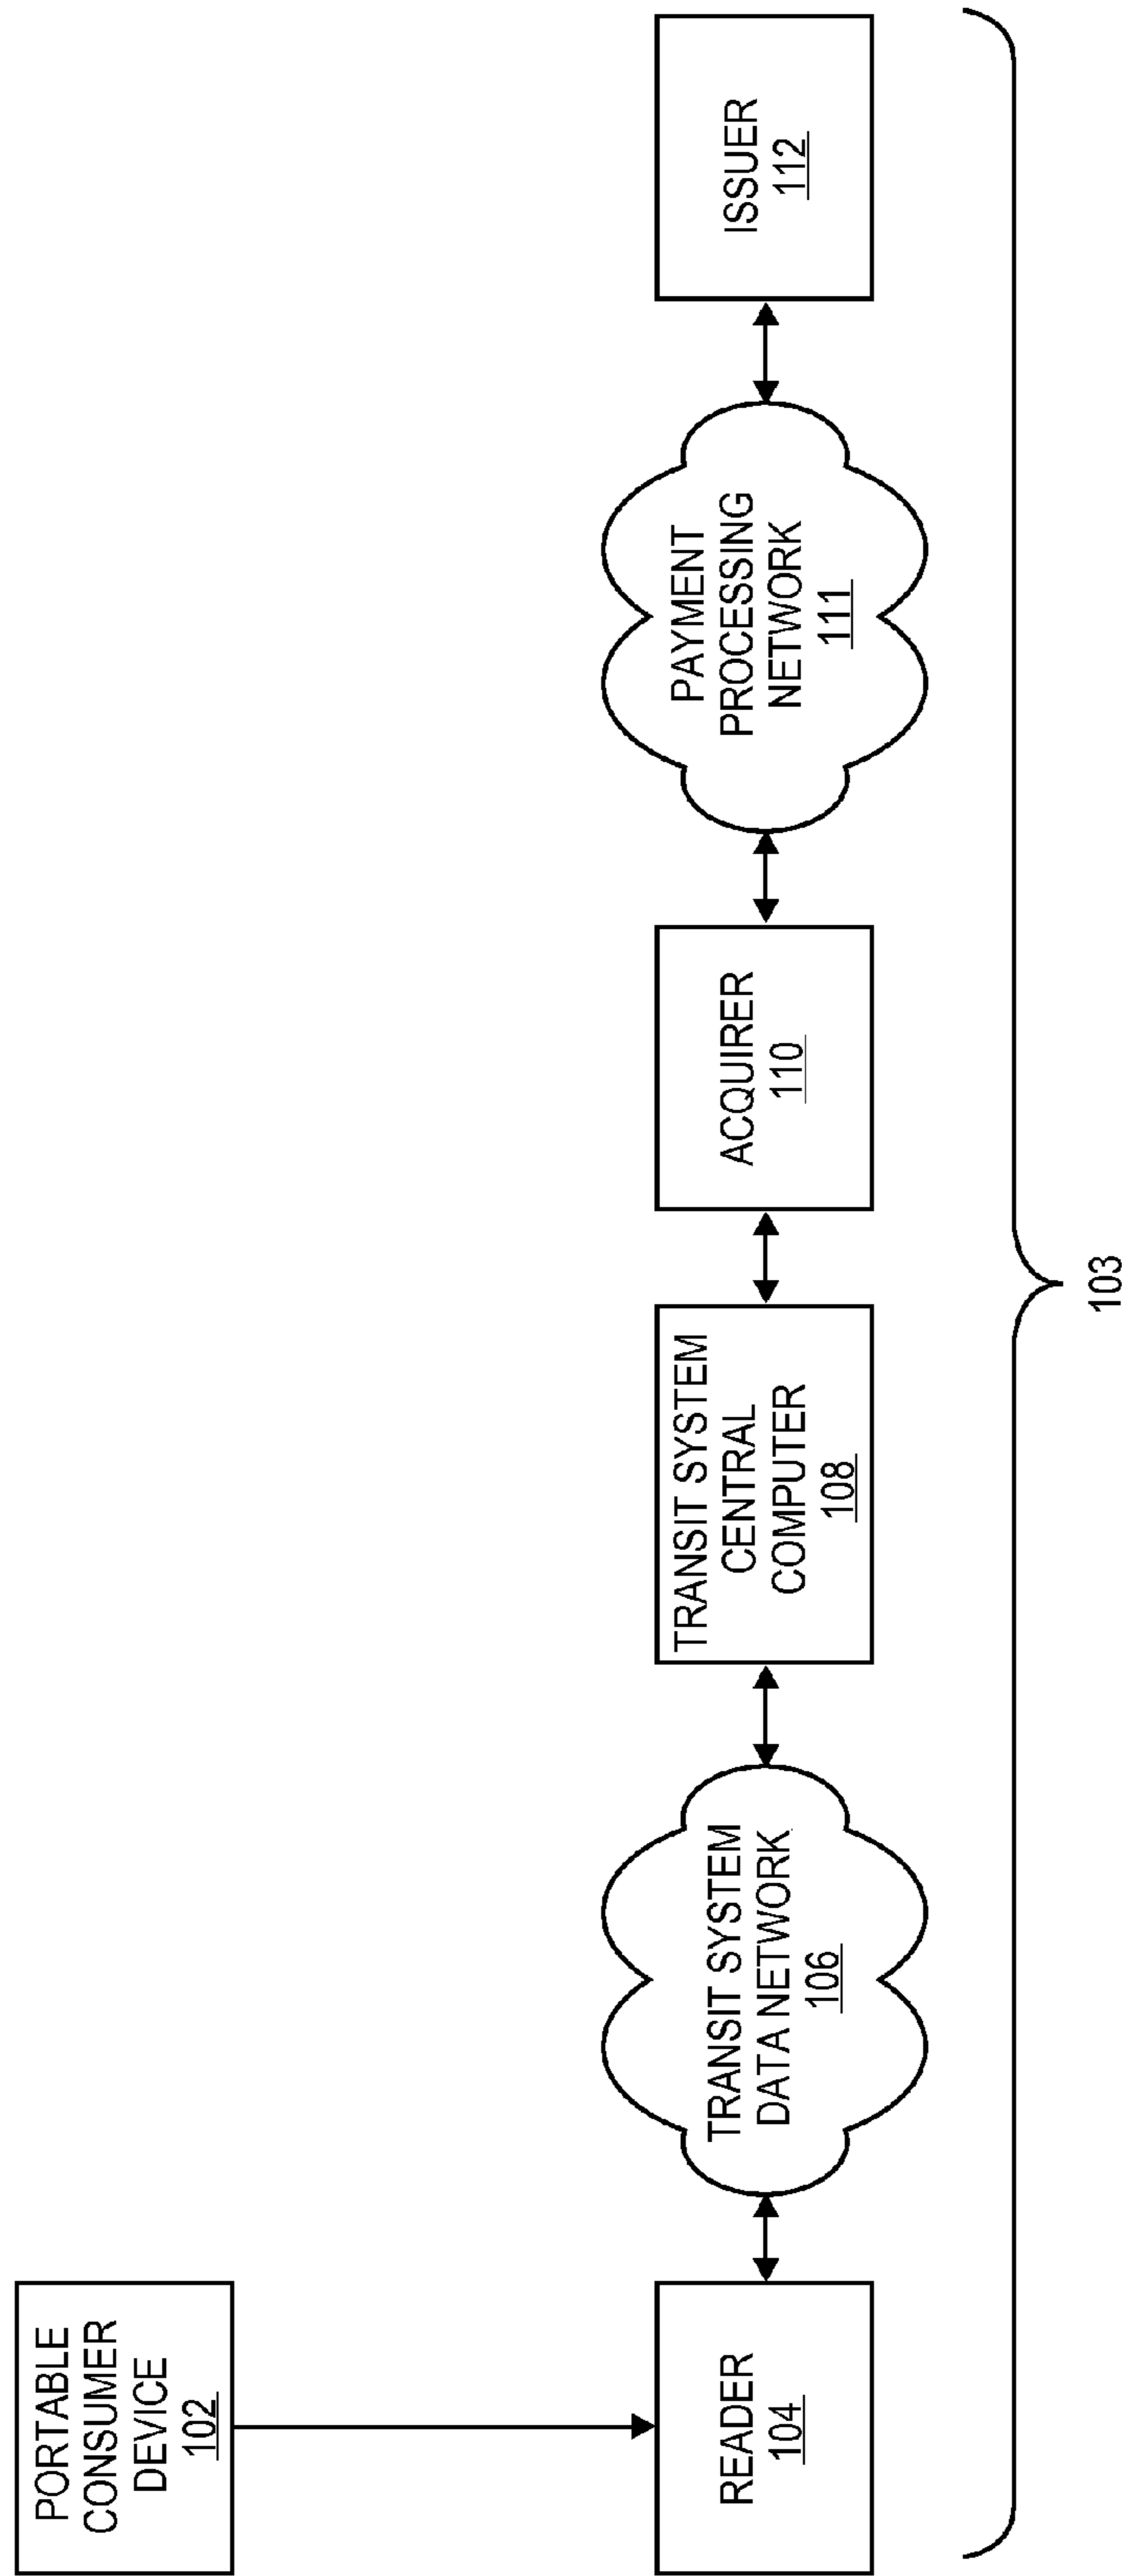 PORTABLE
CONSUMER
DEVICE
102
READER
104
TRANSIT SYSTEM
DATA NETWORK
106
TRANSIT SYSTEM
CENTRAL
COMPUTER
108
ACQUIRER
110
PAYMENT
PROCESSING
NETWORK
111
ISSUER
112
103